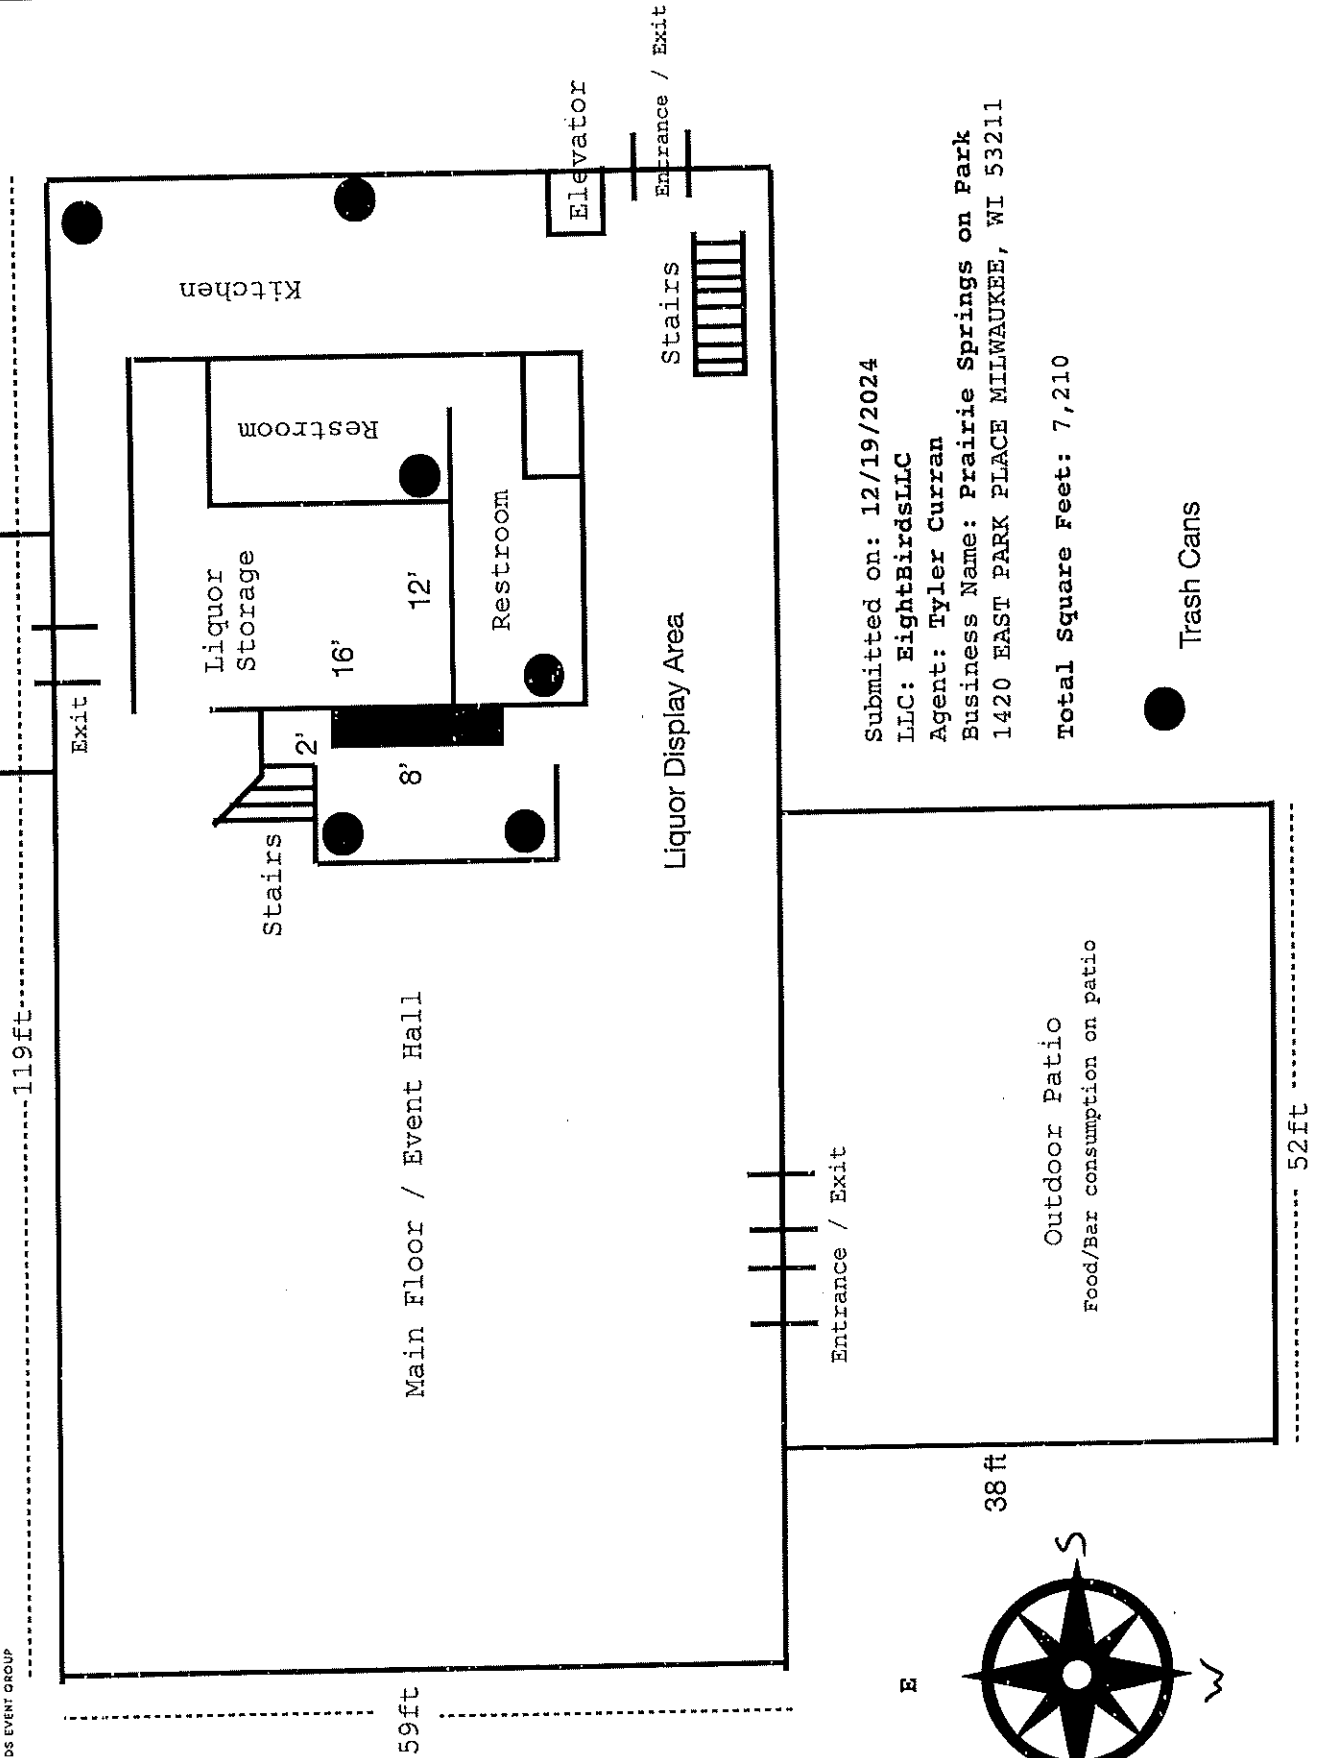 DS EVENT GROUP
119ft
59ft
Exit
Kitchen
Elevator
Entrance / Exit
Stairs
Restroom
Liquor
Storage
16'
12'
Restroom
2'
8'
Stairs
Main Floor / Event Hall
Liquor Display Area
Entrance / Exit
Outdoor Patio
Food/Bar consumption on patio
38 ft
52ft
Submitted on: 12/19/2024
LLC: EightBirdsLLC
Agent: Tyler Curran
Business Name: Prairie Springs on Park
1420 EAST PARK PLACE MILWAUKEE, WI 53211
Total Square Feet: 7,210
Trash Cans
E
S
W